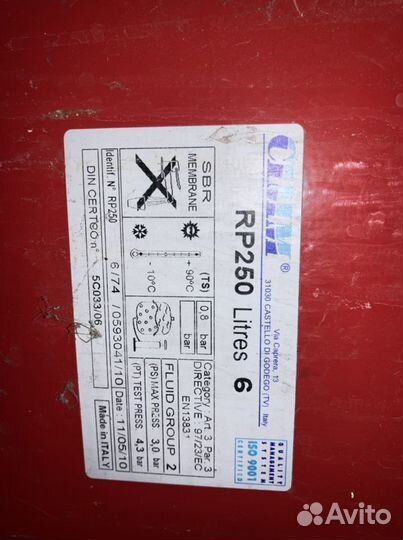 CIMM®
Via Caprera, 13
31030 CASTELLO DI GODEGO (TV) Italy
QUALITY
MANAGEMENT
SYSTEM
ISO 9001
CERTIFIED
RP250 Litres 6
SBR
MEMBRANE
(TS)
+90°C
-10°C
0,8
bar
Category: Art. 3 Par. 3
DIRECTIVE: 97/23/EC
EN13831
FLUID GROUP 2
(PS) MAX PRESS 3,0 bar
(PT) TEST PRESS. 4,3 bar
Identif. N° RP250 6/74 /0593041/10 Date: 11/05/10
DIN CERTCO n° 5C033/06
Made in ITALY
Avito